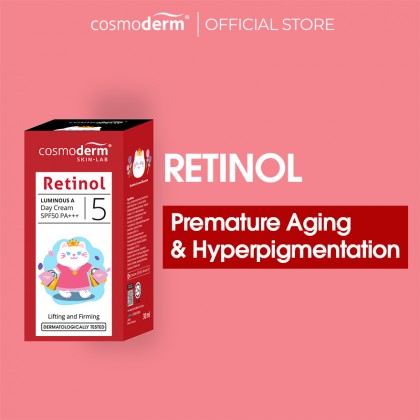 cosmoderm® | OFFICIAL STORE
cosmoderm®
SKIN-LAB
Retinol
LUMINOUS A
Day Cream
SPF50 PA+++
5
Lifting and Firming
DERMATOLOGICALLY TESTED
30ml
RETINOL
Premature Aging
& Hyperpigmentation